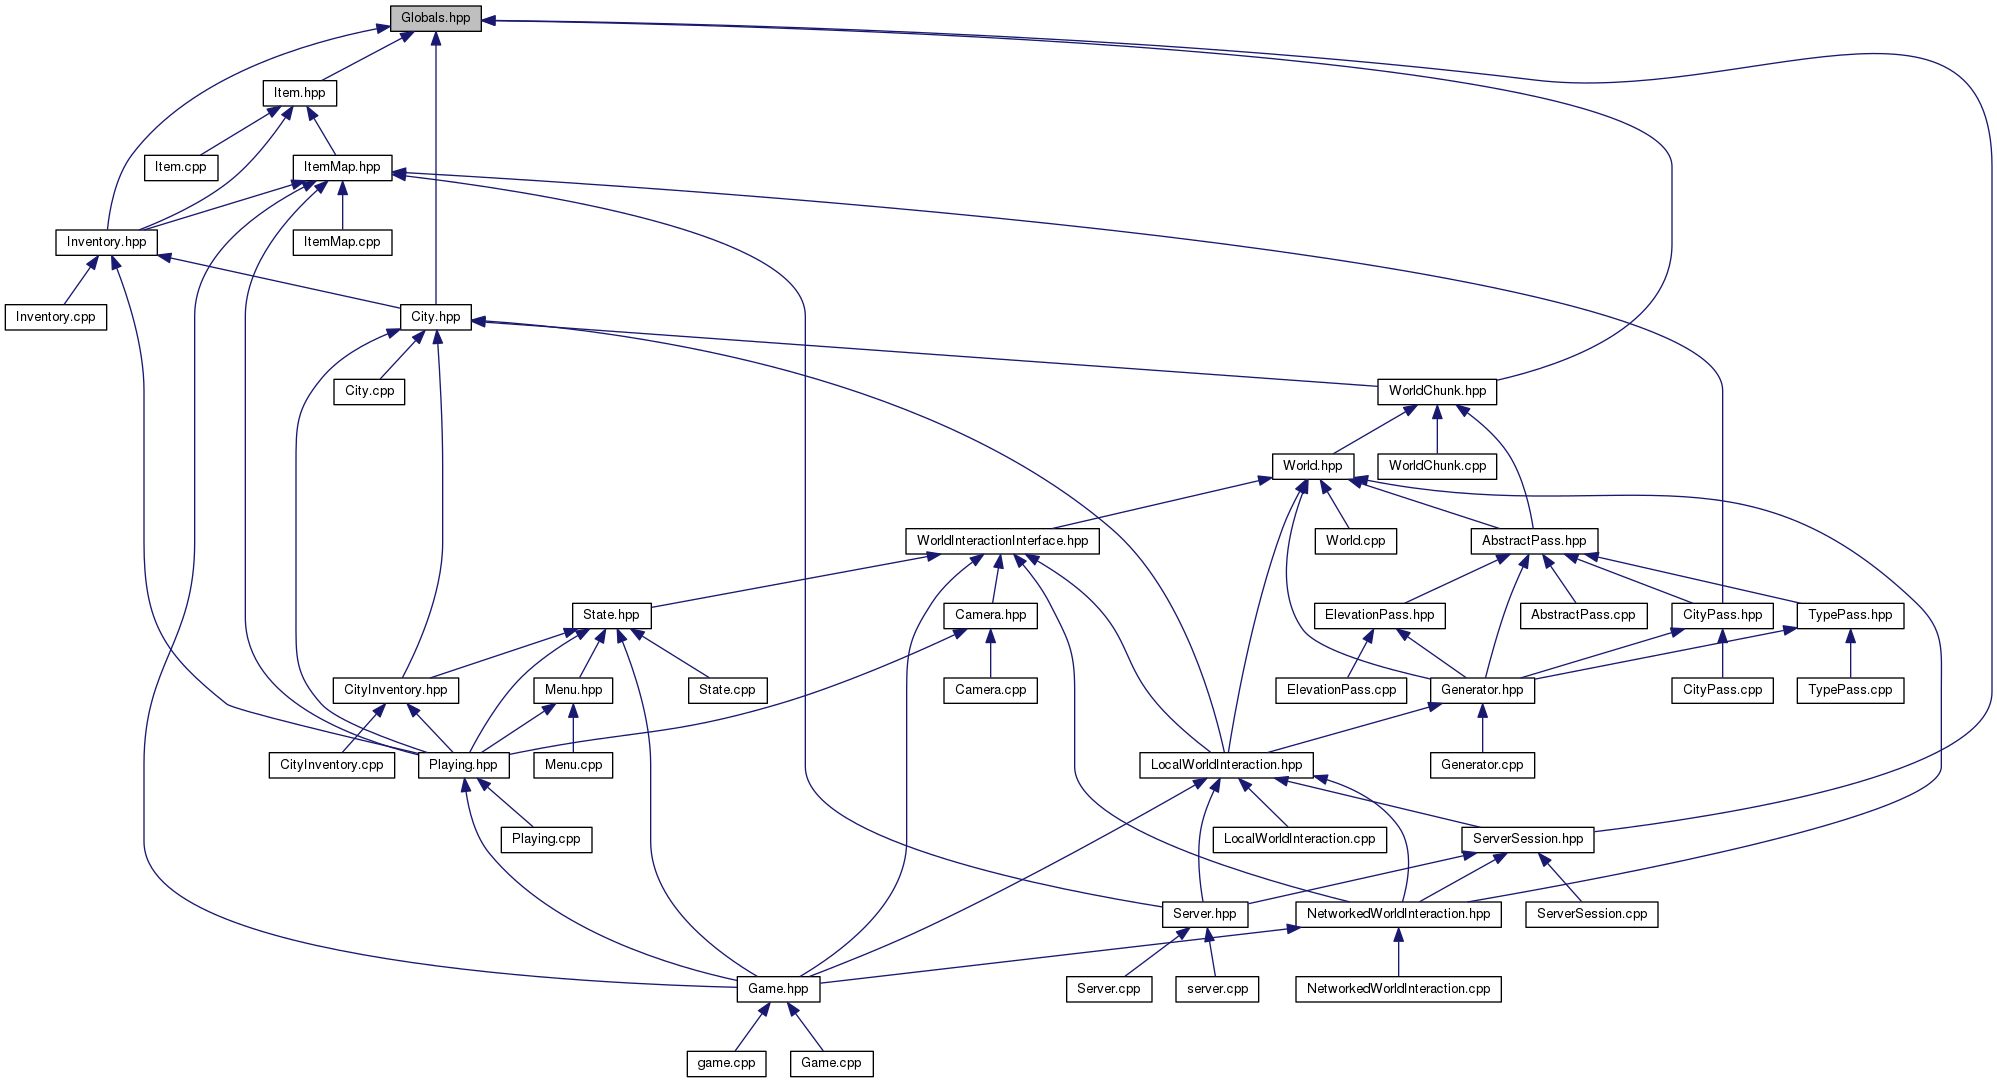 Globals.hpp
Item.hpp
Item.cpp
ItemMap.hpp
Inventory.hpp
ItemMap.cpp
Inventory.cpp
City.hpp
City.cpp
WorldChunk.hpp
World.hpp
WorldChunk.cpp
WorldInteractionInterface.hpp
World.cpp
AbstractPass.hpp
State.hpp
Camera.hpp
ElevationPass.hpp
AbstractPass.cpp
CityPass.hpp
TypePass.hpp
CityInventory.hpp
Menu.hpp
State.cpp
Camera.cpp
ElevationPass.cpp
Generator.hpp
CityPass.cpp
TypePass.cpp
CityInventory.cpp
Playing.hpp
Menu.cpp
LocalWorldInteraction.hpp
Generator.cpp
Playing.cpp
LocalWorldInteraction.cpp
ServerSession.hpp
Server.hpp
NetworkedWorldInteraction.hpp
ServerSession.cpp
Game.hpp
Server.cpp
server.cpp
NetworkedWorldInteraction.cpp
game.cpp
Game.cpp